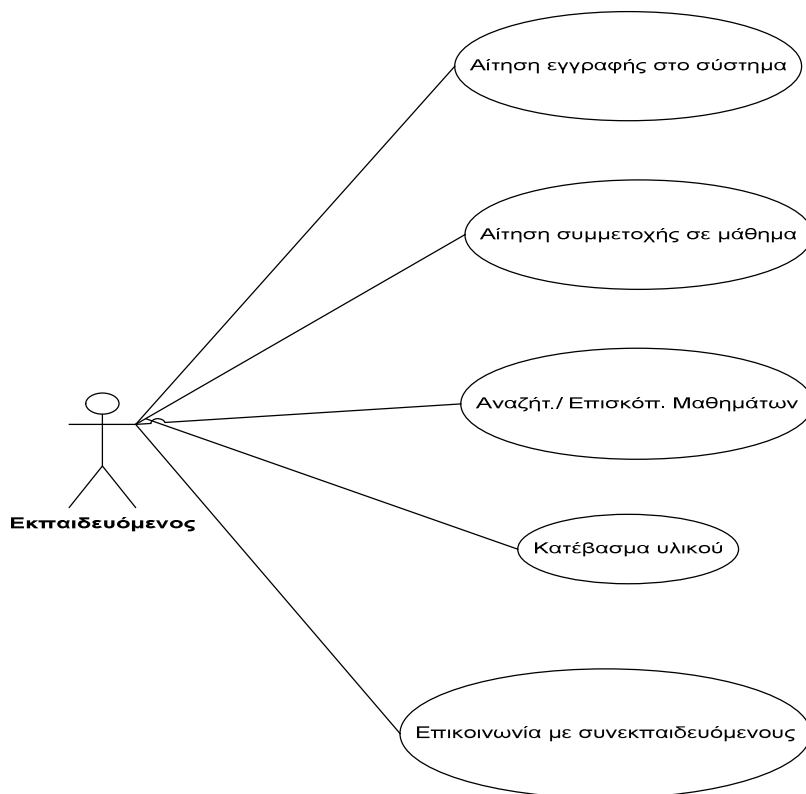 Αίτηση εγγραφής στο σύστημα
Αίτηση συμμετοχής σε μάθημα
Αναζήτ./ Επισκόπ. Μαθημάτων
Εκπαιδευόμενος
Κατέβασμα υλικού
Επικοινωνία με συνεκπαιδευόμενους